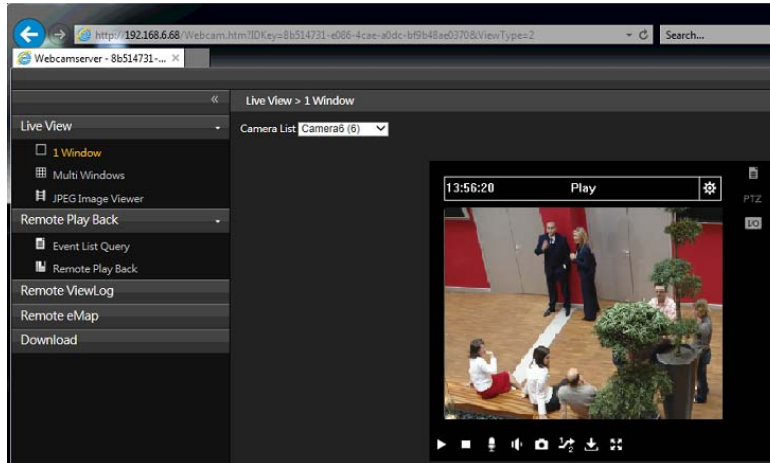 http://192.168.6.68/Webcam.htm?IDKey=8b514731-e086-4cae-a0dc-bf9b48ae0370&ViewType=2
Search...
Webcamserver - 8b514731-...
Live View > 1 Window
Live View
Camera List Camera6 (6)
1 Window
Multi Windows
JPEG Image Viewer
13:56:20 Play
PTZ
Remote Play Back
I/O
Event List Query
Remote Play Back
Remote ViewLog
Remote eMap
Download